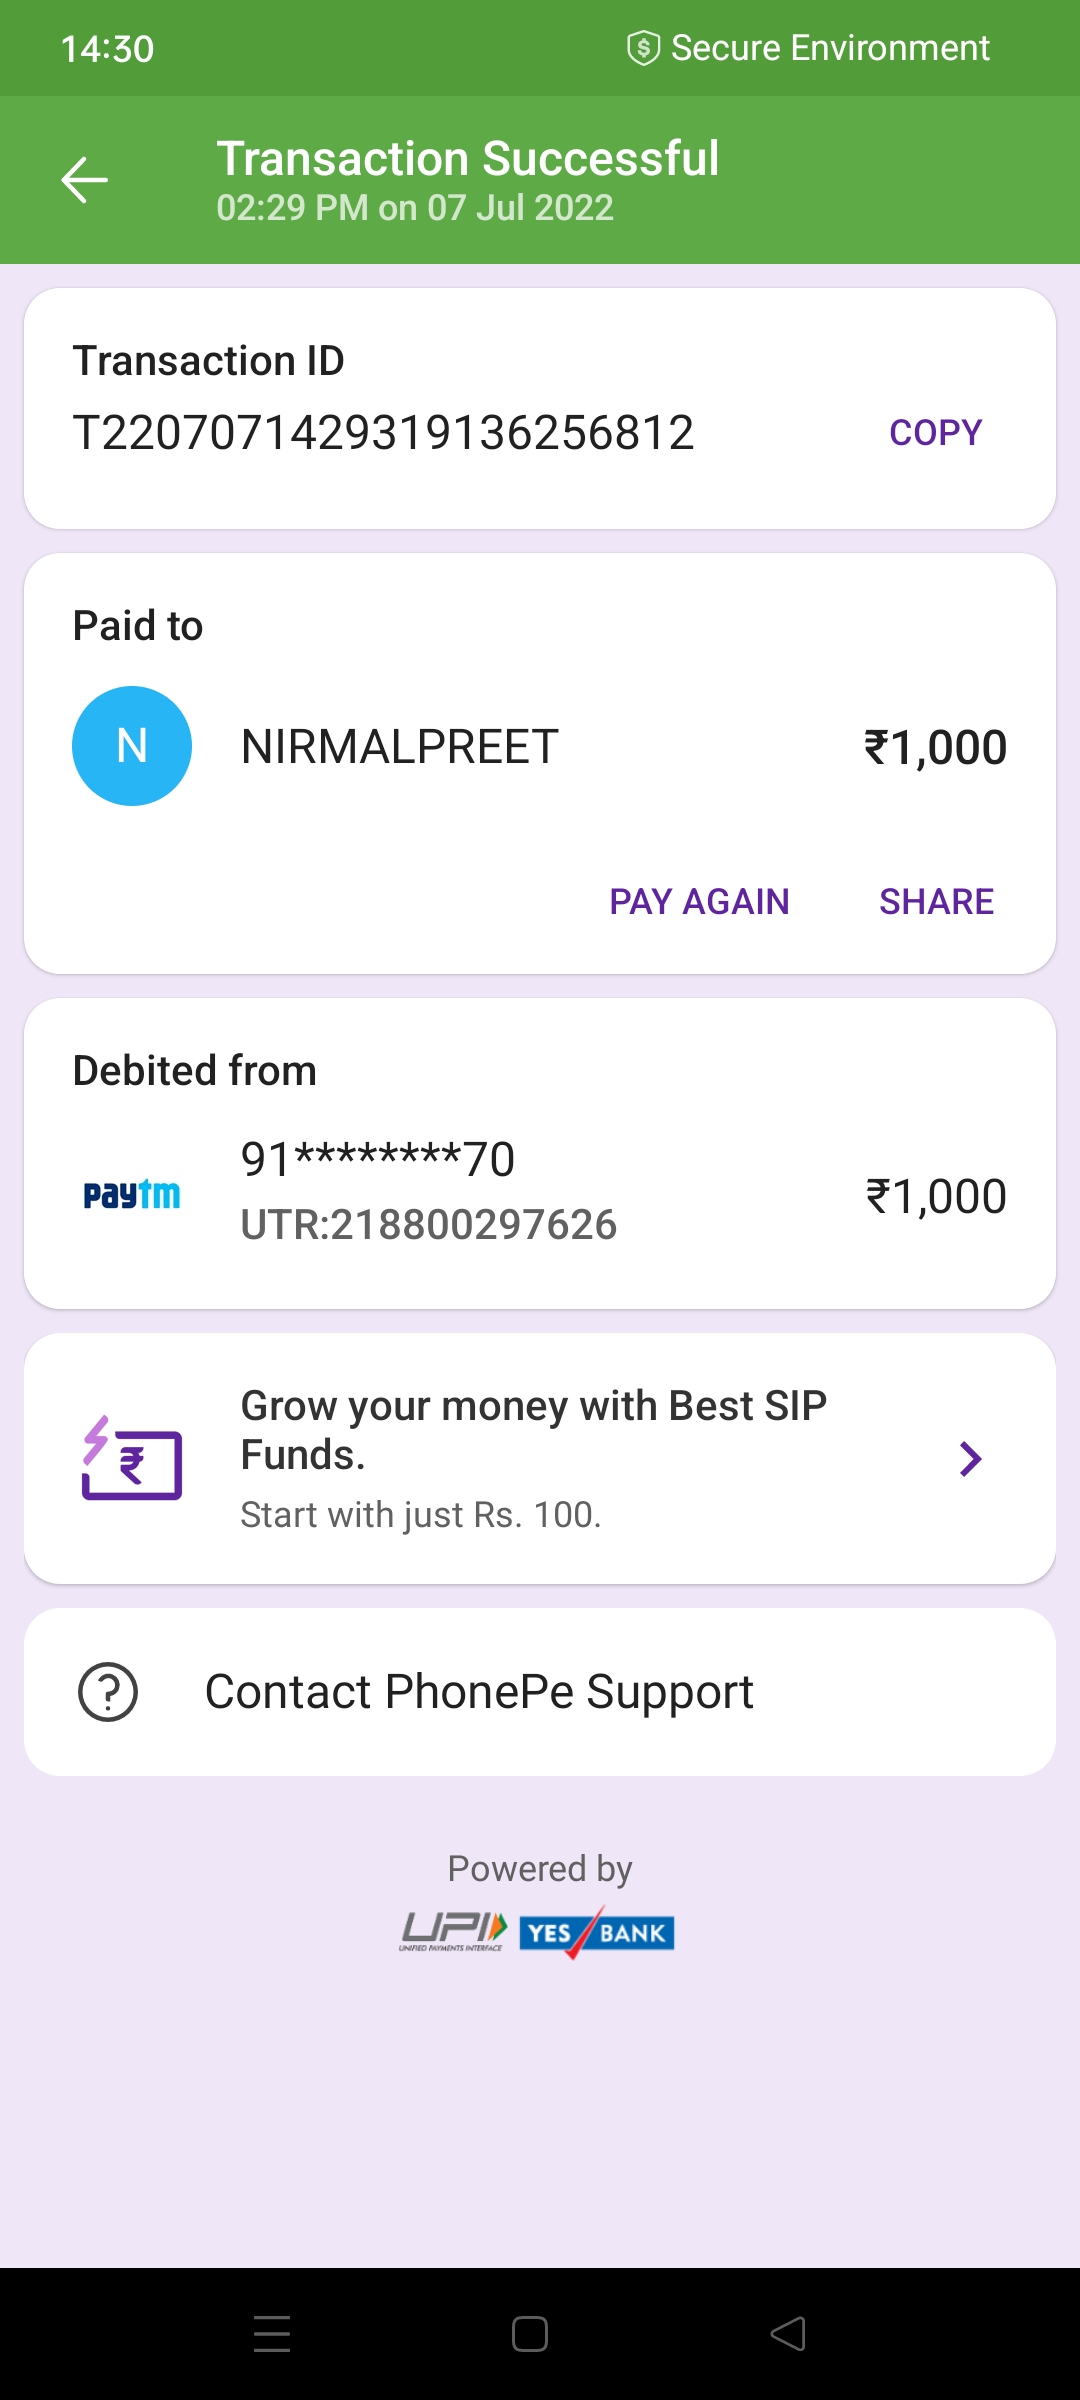 14:30
Secure Environment
Transaction Successful
02:29 PM on 07 Jul 2022
Transaction ID
T2207071429319136256812
COPY
Paid to
N
NIRMALPREET
₹1,000
PAY AGAIN
SHARE
Debited from
paytm
91********70
UTR:218800297626
₹1,000
Grow your money with Best SIP
Funds.
Start with just Rs. 100.
Contact PhonePe Support
Powered by
UPI
UNIFIED PAYMENTS INTERFACE
YES BANK